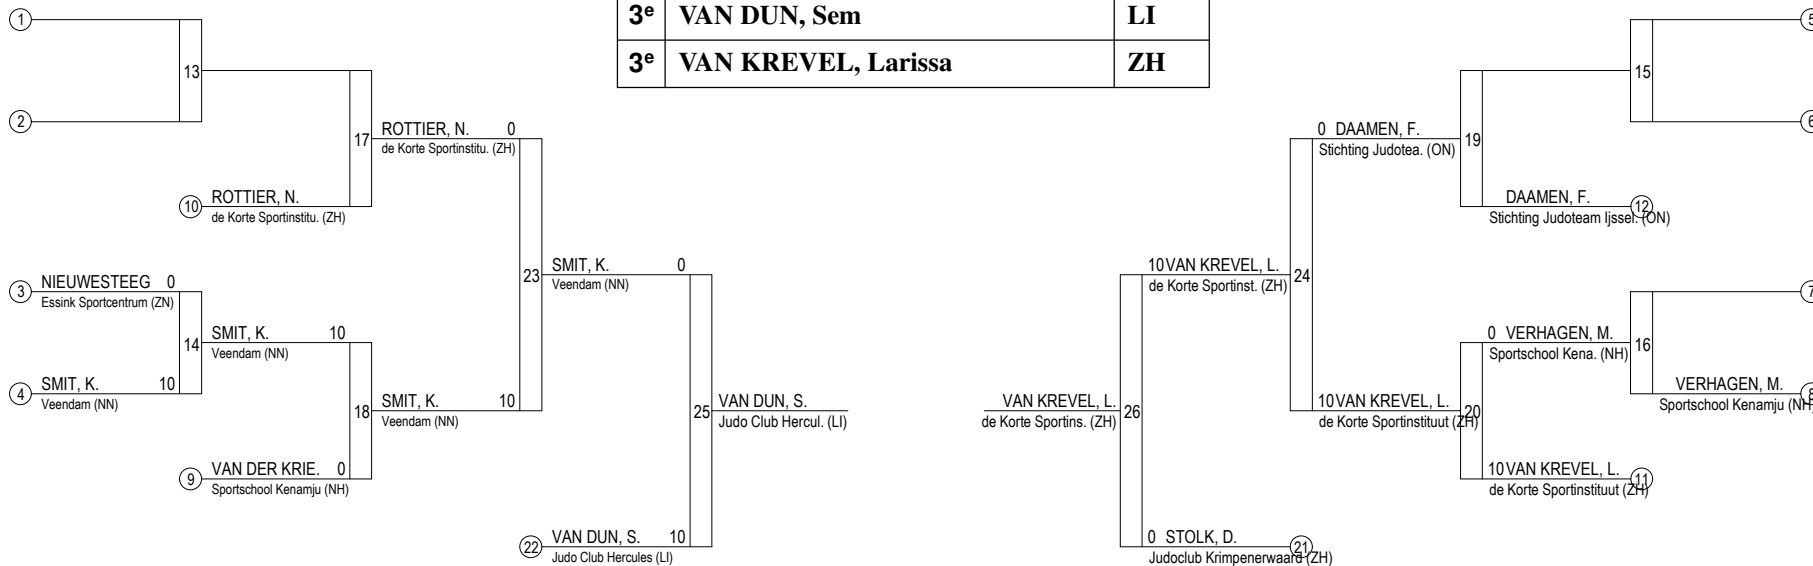 3e VAN DUN, Sem LI
3e VAN KREVEL, Larissa ZH
1
13
2
17
ROTTIER, N. 0
de Korte Sportinstitu. (ZH)
10
ROTTIER, N.
de Korte Sportinstitu. (ZH)
3
NIEUWESTEEG 0
Essink Sportcentrum (ZN)
14
SMIT, K. 10
Veendam (NN)
4
SMIT, K. 10
Veendam (NN)
18
SMIT, K. 10
Veendam (NN)
9
VAN DER KRIE. 0
Sportschool Kenamju (NH)
23
SMIT, K. 0
Veendam (NN)
25
VAN DUN, S.
Judo Club Hercul. (LI)
22
VAN DUN, S. 10
Judo Club Hercules (LI)
5
15
6
0 DAAMEN, F.
Stichting Judotea. (ON)
19
DAAMEN, F.
12
Stichting Judoteam Ijssel. (ON)
10 VAN KREVEL, L.
de Korte Sportinst. (ZH)
24
7
0 VERHAGEN, M.
Sportschool Kena. (NH)
16
VERHAGEN, M.
8
Sportschool Kenamju (NH)
VAN KREVEL, L.
de Korte Sportins. (ZH)
26
10 VAN KREVEL, L.
de Korte Sportinstituut (ZH)
20
10 VAN KREVEL, L.
de Korte Sportinstituut (ZH)
11
0 STOLK, D.
Judoclub Krimpenerwaard (ZH)
21